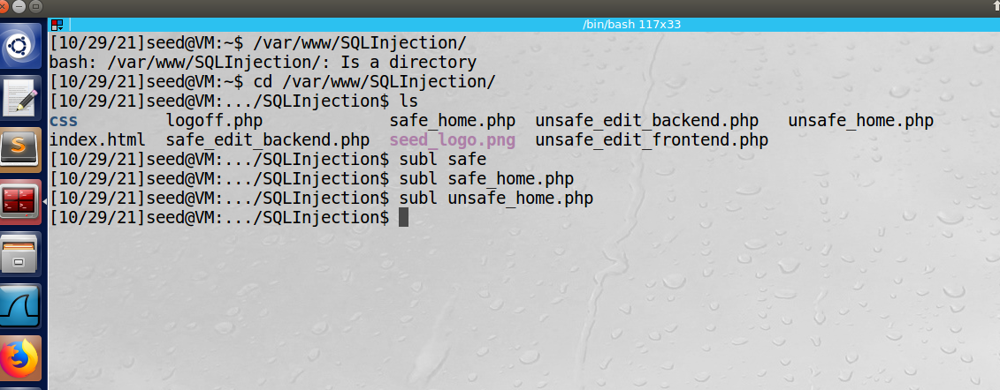 /bin/bash 117x33
[10/29/21]seed@VM:~$ /var/www/SQLInjection/
bash: /var/www/SQLInjection/: Is a directory
[10/29/21]seed@VM:~$ cd /var/www/SQLInjection/
[10/29/21]seed@VM:.../SQLInjection$ ls
css         logoff.php             safe_home.php  unsafe_edit_backend.php   unsafe_home.php
index.html  safe_edit_backend.php  seed_logo.png  unsafe_edit_frontend.php
[10/29/21]seed@VM:.../SQLInjection$ subl safe
[10/29/21]seed@VM:.../SQLInjection$ subl safe_home.php
[10/29/21]seed@VM:.../SQLInjection$ subl unsafe_home.php
[10/29/21]seed@VM:.../SQLInjection$